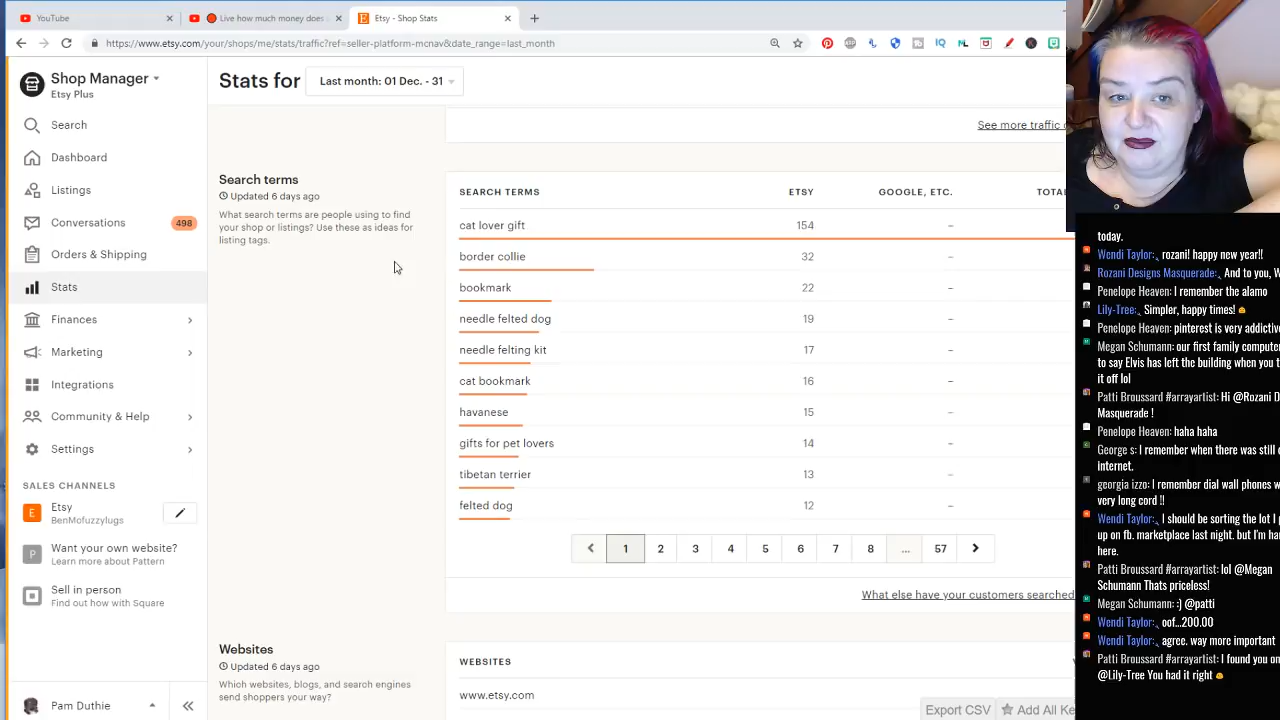 YouTube
Live how much money does
Etsy - Shop Stats
https://www.etsy.com/your/shops/me/stats/traffic?ref=seller-platform-mcnav&date_range=last_month
Shop Manager
Etsy Plus
Search
Dashboard
Listings
Conversations 498
Orders & Shipping
Stats
Finances
Marketing
Integrations
Community & Help
Settings
SALES CHANNELS
E Etsy
BenMofuzzylugs
P Want your own website?
Learn more about Pattern
Sell in person
Find out how with Square
Pam Duthie
Stats for Last month: 01 Dec. - 31
See more traffic
Search terms
Updated 6 days ago
What search terms are people using to find
your shop or listings? Use these as ideas for
listing tags.
SEARCH TERMS ETSY GOOGLE, ETC. TOTA
cat lover gift 154 –
border collie 32 –
bookmark 22 –
needle felted dog 19 –
needle felting kit 17 –
cat bookmark 16 –
havanese 15 –
gifts for pet lovers 14 –
tibetan terrier 13 –
felted dog 12 –
1 2 3 4 5 6 7 8 ... 57
What else have your customers searched
Websites
Updated 6 days ago
Which websites, blogs, and search engines
send shoppers your way?
WEBSITES
www.etsy.com
Export CSV Add All Ke
today.
Wendi Taylor: rozani! happy new year!!
Rozani Designs Masquerade: And to you, W
Penelope Heaven: I remember the alamo
Lily-Tree: Simpler, happy times!
Penelope Heaven: pinterest is very addictive
Megan Schumann: our first family computer
to say Elvis has left the building when you t
it off lol
Patti Broussard #arrayartist: Hi @Rozani D
Masquerade !
Penelope Heaven: haha haha
George s: I remember when there was still
internet.
georgia izzo: I remember dial wall phones w
very long cord !!
Wendi Taylor: I should be sorting the lot I
up on fb. marketplace last night. but I'm ha
here.
Patti Broussard #arrayartist: lol @Megan
Schumann Thats priceless!
Megan Schumann: :) @patti
Wendi Taylor: oof...200.00
Wendi Taylor: agree. way more important
Patti Broussard #arrayartist: I found you on
@Lily-Tree You had it right